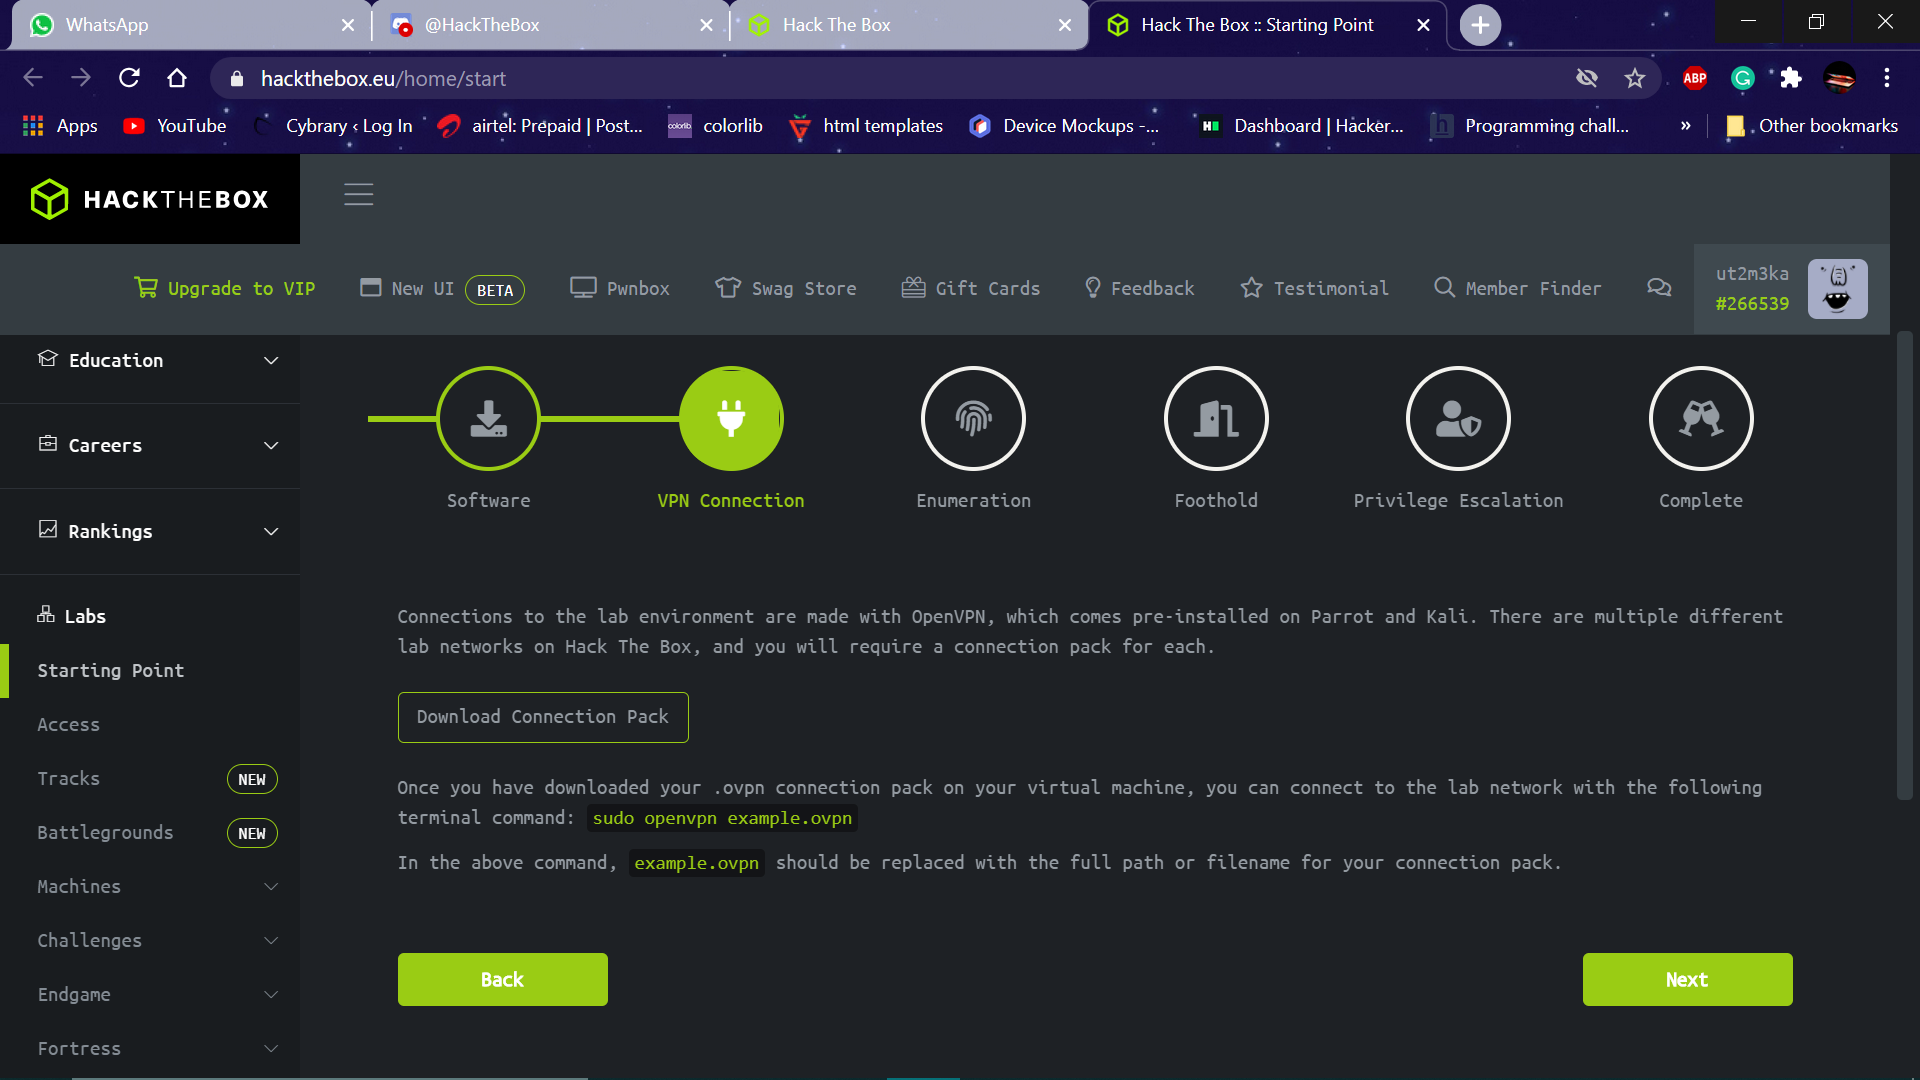 WhatsApp
@HackTheBox
Hack The Box
Hack The Box :: Starting Point
hackthebox.eu/home/start
ABP
Apps
YouTube
Cybrary ‹ Log In
airtel: Prepaid | Post...
colorlib
colorlib
html templates
Device Mockups -...
H
Dashboard | Hacker...
h
Programming chall...
»
Other bookmarks
HACKTHEBOX
Upgrade to VIP
New UI BETA
Pwnbox
Swag Store
Gift Cards
Feedback
Testimonial
Member Finder
ut2m3ka
#266539
Education
Careers
Rankings
Labs
Starting Point
Access
Tracks NEW
Battlegrounds NEW
Machines
Challenges
Endgame
Fortress
Software
VPN Connection
Enumeration
Foothold
Privilege Escalation
Complete
Connections to the lab environment are made with OpenVPN, which comes pre-installed on Parrot and Kali. There are multiple different
lab networks on Hack The Box, and you will require a connection pack for each.
Download Connection Pack
Once you have downloaded your .ovpn connection pack on your virtual machine, you can connect to the lab network with the following
terminal command: sudo openvpn example.ovpn
In the above command, example.ovpn should be replaced with the full path or filename for your connection pack.
Back
Next